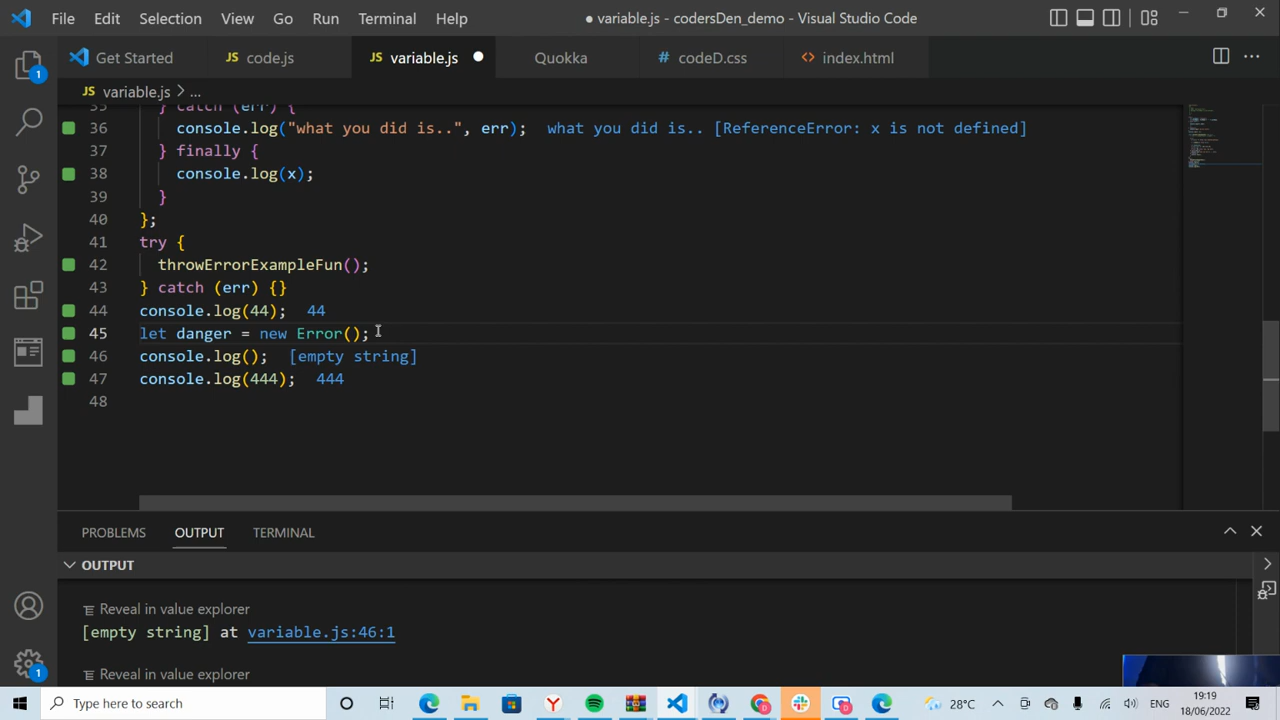 File Edit Selection View Go Run Terminal Help ● variable.js - codersDen_demo - Visual Studio Code
Get Started JS code.js JS variable.js ● Quokka # codeD.css <> index.html
JS variable.js > ...
35 } catch (err) {
36 console.log("what you did is..", err); what you did is.. [ReferenceError: x is not defined]
37 } finally {
38 console.log(x);
39 }
40 };
41 try {
42 throwErrorExampleFun();
43 } catch (err) {}
44 console.log(44); 44
45 let danger = new Error();
46 console.log(); [empty string]
47 console.log(444); 444
48
PROBLEMS OUTPUT TERMINAL
OUTPUT
Reveal in value explorer
[empty string] at variable.js:46:1
Reveal in value explorer
1
1
Type here to search
28°C ENG 19:19
18/06/2022